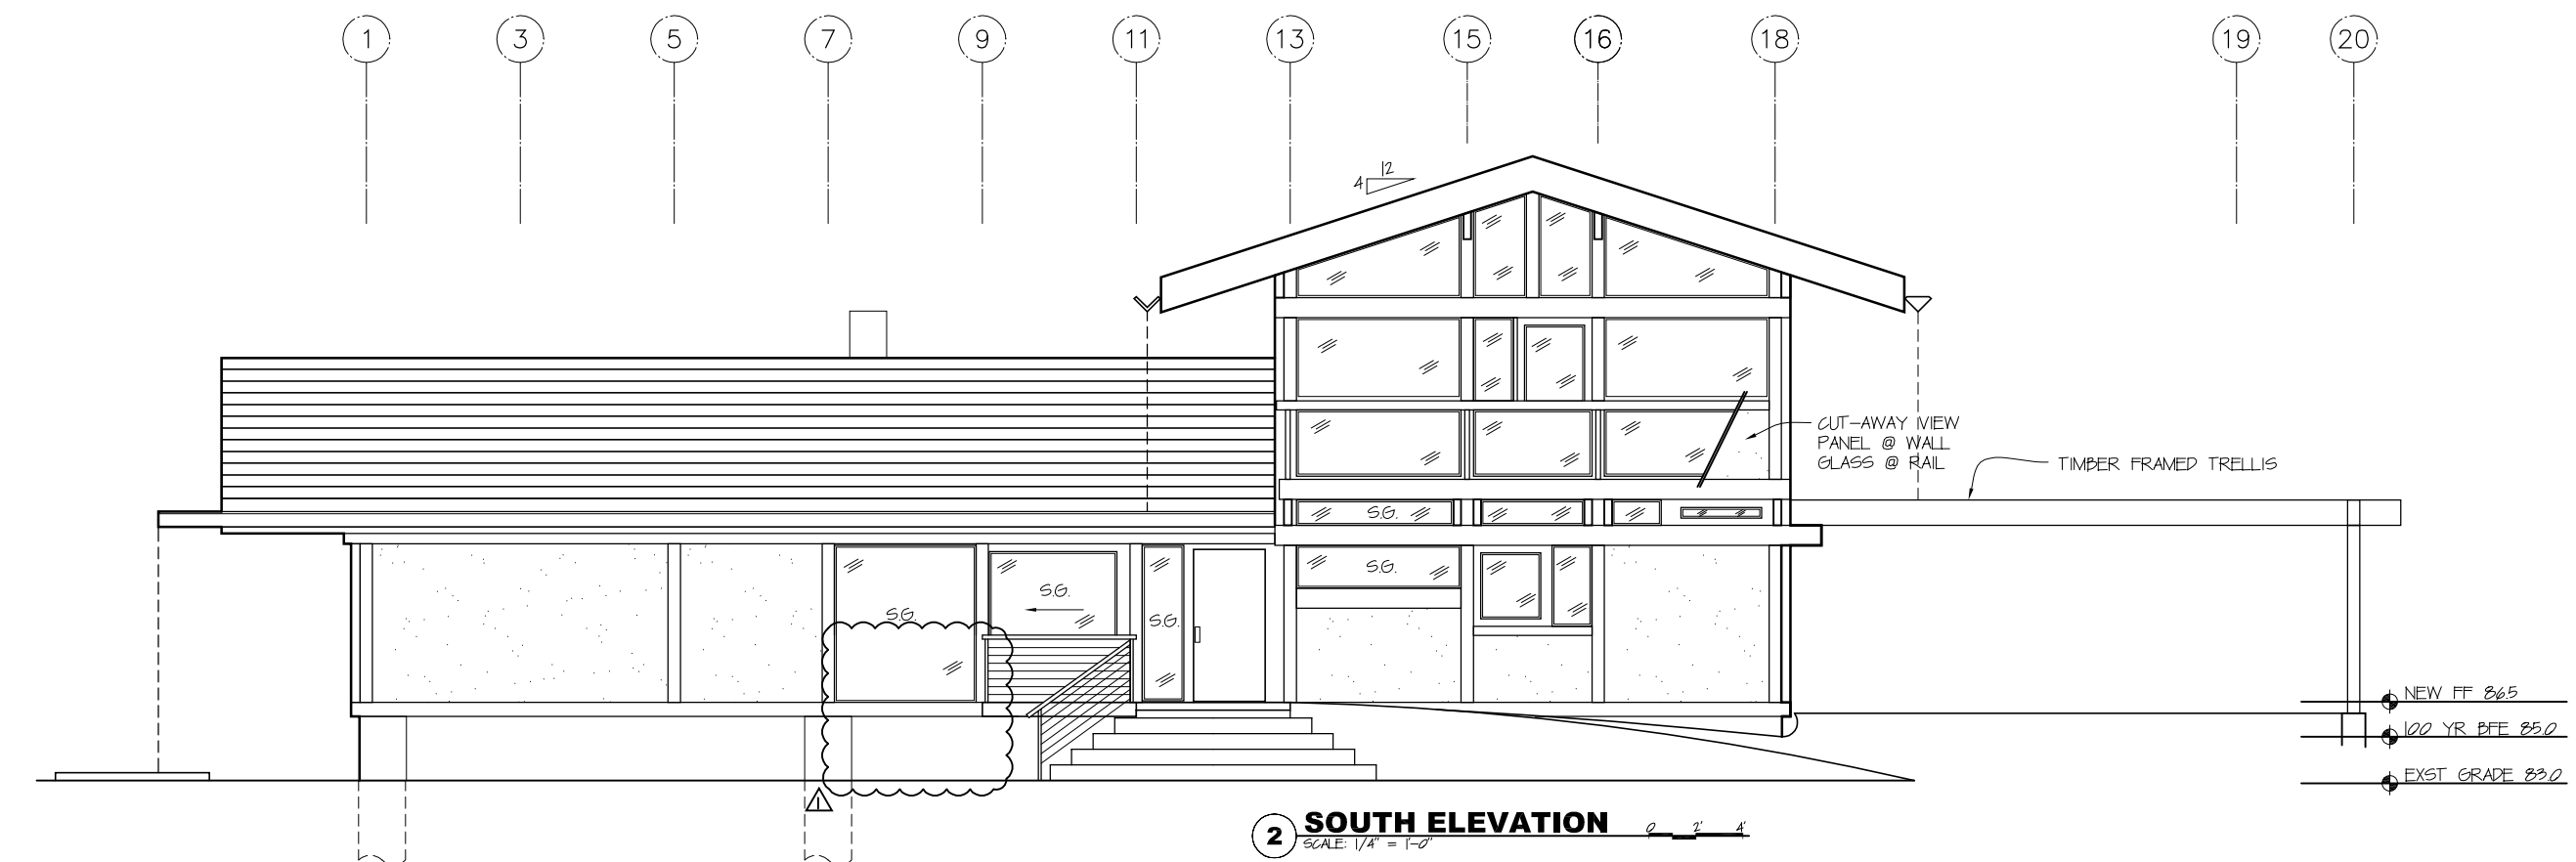 1 3 5 7 9 11 13 15 16 18 19 20
12
4
CUT-AWAY VIEW
PANEL @ WALL
GLASS @ RAIL
TIMBER FRAMED TRELLIS
S.G.
S.G.
S.G.
S.G.
S.G.
NEW FF 86.5
100 YR BFE 85.0
EXST GRADE 83.0
1
2 SOUTH ELEVATION
0 2' 4'
SCALE: 1/4" = 1'-0"